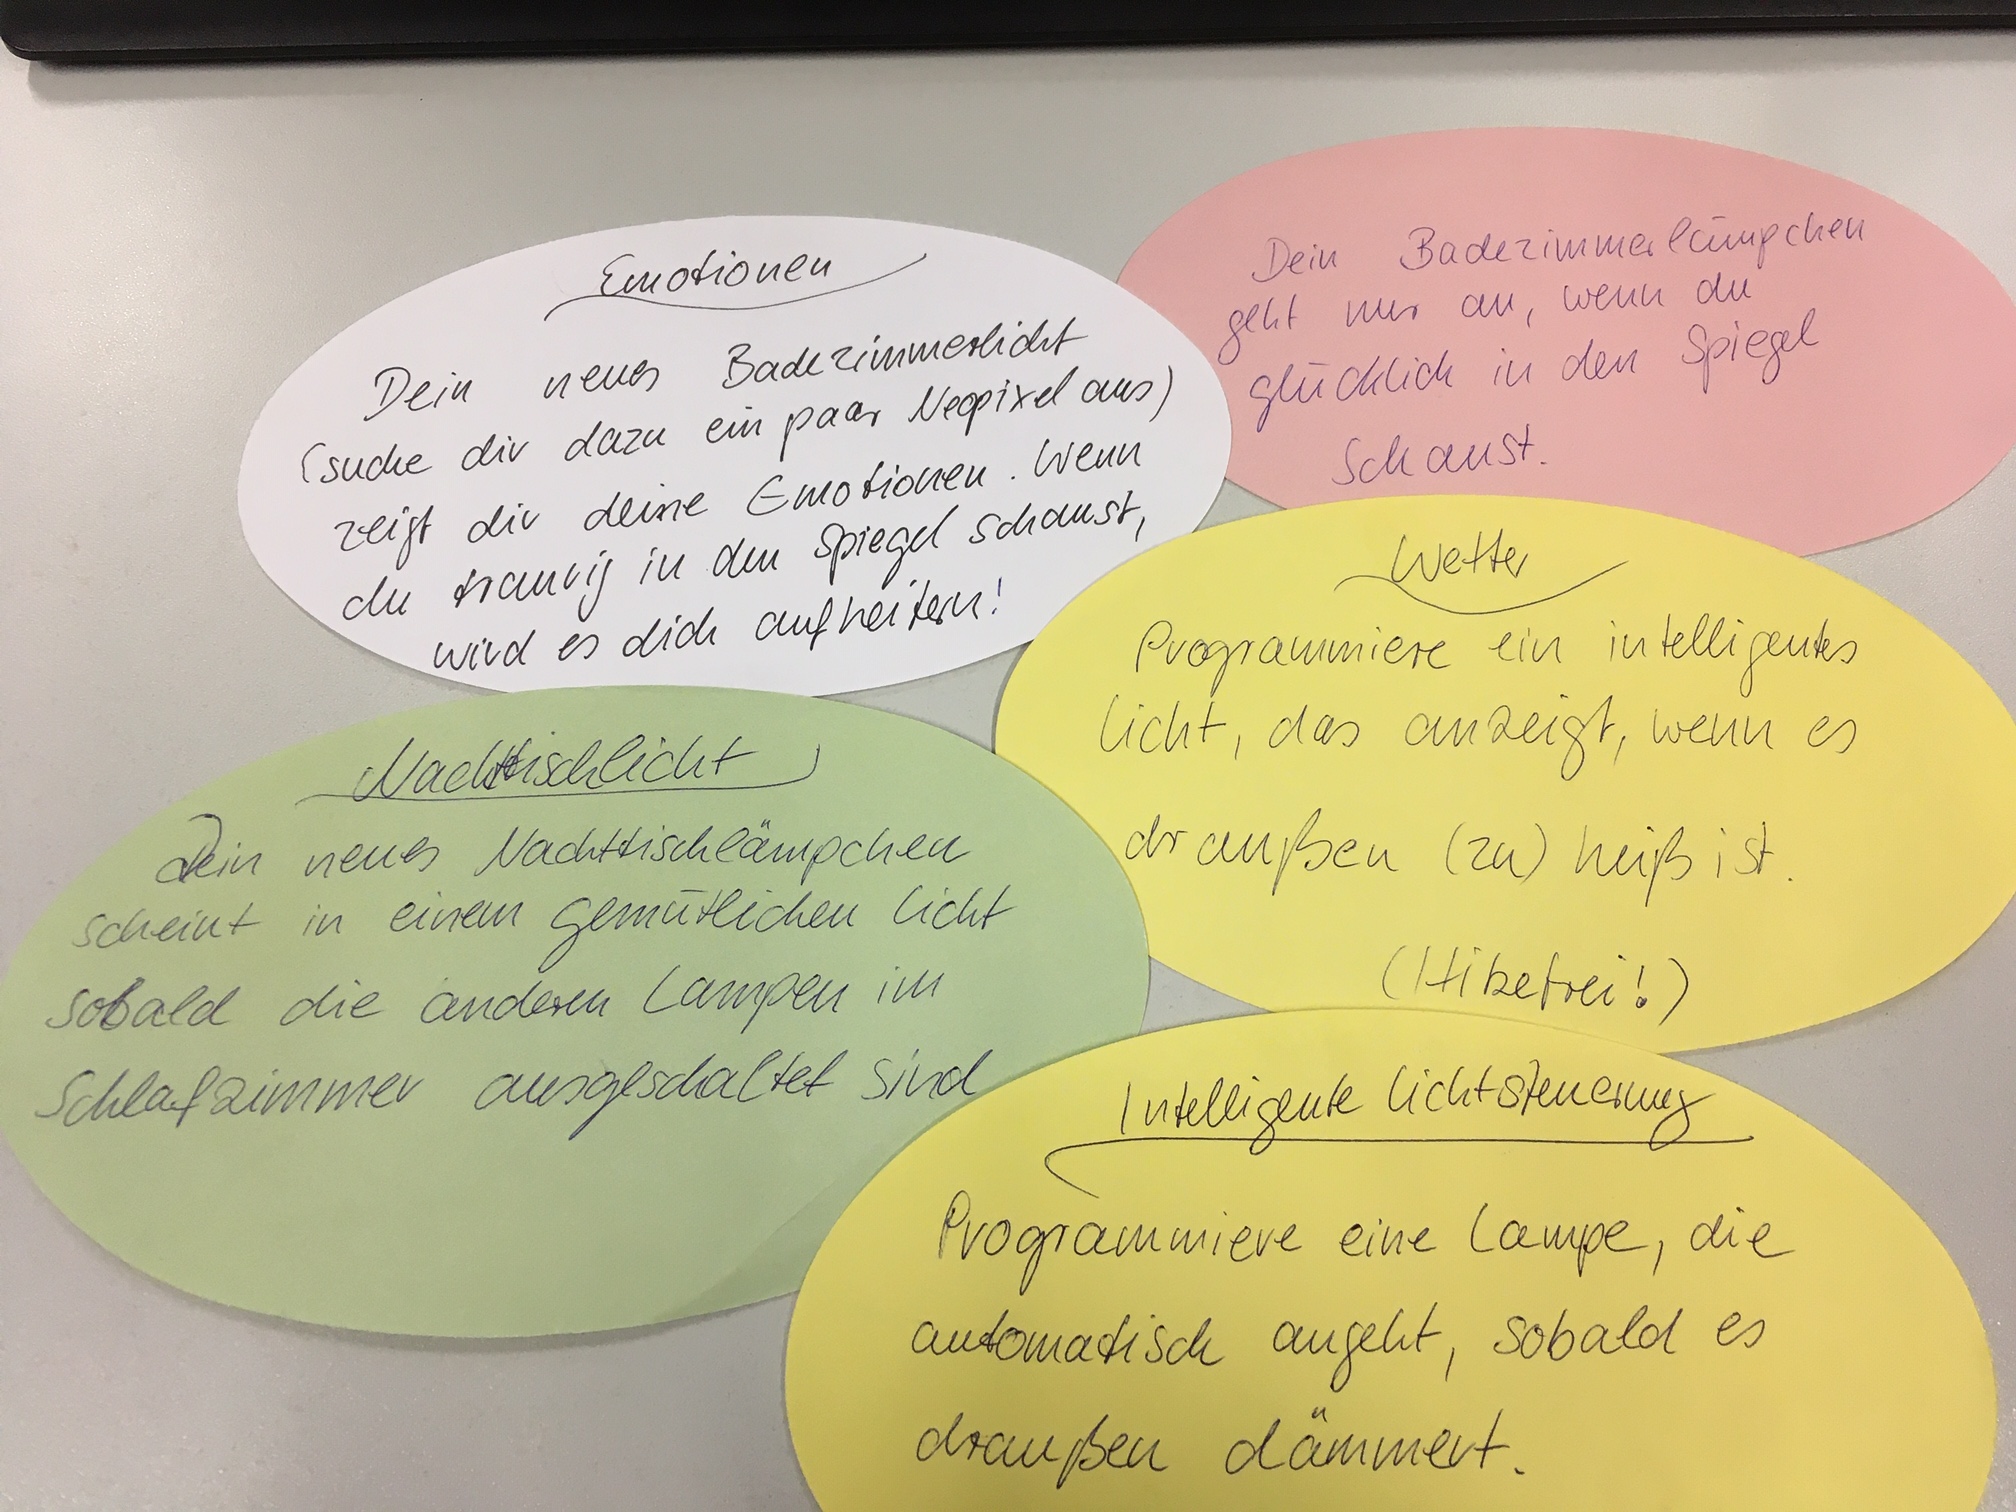 Emotionen
Dein neues Badezimmerlicht
(suche dir dazu ein paar Neopixel aus)
zeigt dir deine Emotionen. Wenn
du traurig in den Spiegel schaust,
wird es dich aufheitern!
Dein Badezimmerlämpchen
geht nur an, wenn du
glücklich in den Spiegel
schaust.
Nachttischlicht
Dein neues Nachttischlämpchen
scheint in einem gemütlichen Licht
sobald die anderen Lampen im
Schlafzimmer ausgeschaltet sind
Wetter
Programmiere ein intelligentes
Licht, das anzeigt, wenn es
draußen (zu) heiß ist.
(Hitzefrei!)
Intelligente Lichtsteuerung
Programmiere eine Lampe, die
automatisch angeht, sobald es
draußen dämmert.